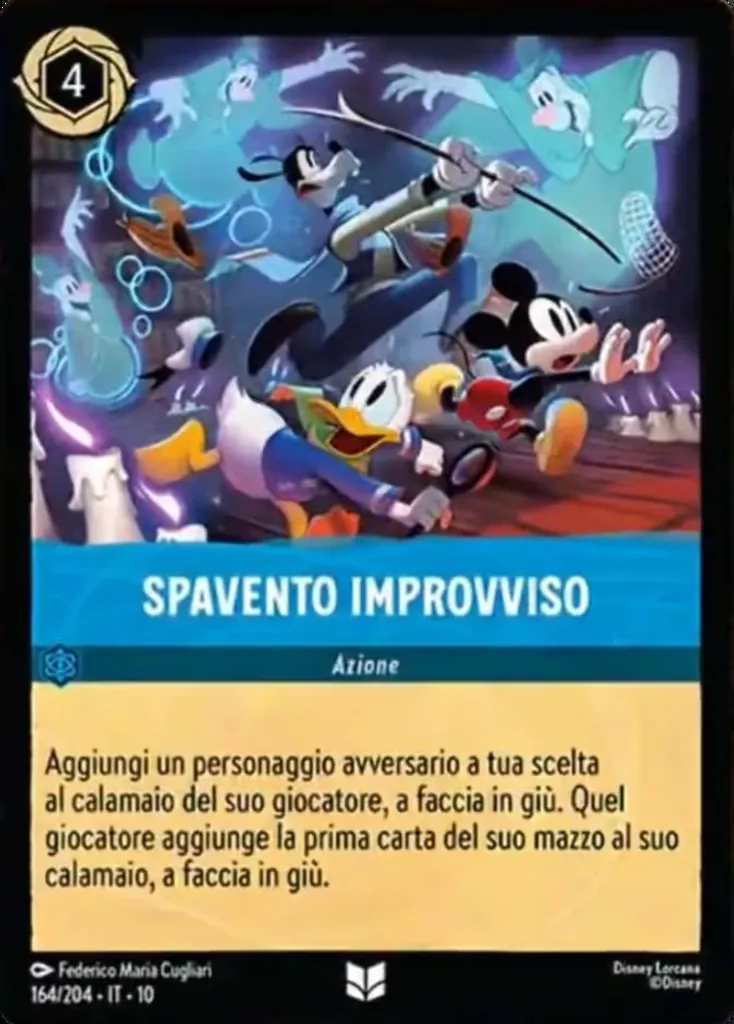 4
SPAVENTO IMPROVVISO
Azione
Aggiungi un personaggio avversario a tua scelta
al calamaio del suo giocatore, a faccia in giù. Quel
giocatore aggiunge la prima carta del suo mazzo al suo
calamaio, a faccia in giù.
Federico Maria Cugliari
164/204 • IT • 10
Disney Lorcana
©Disney